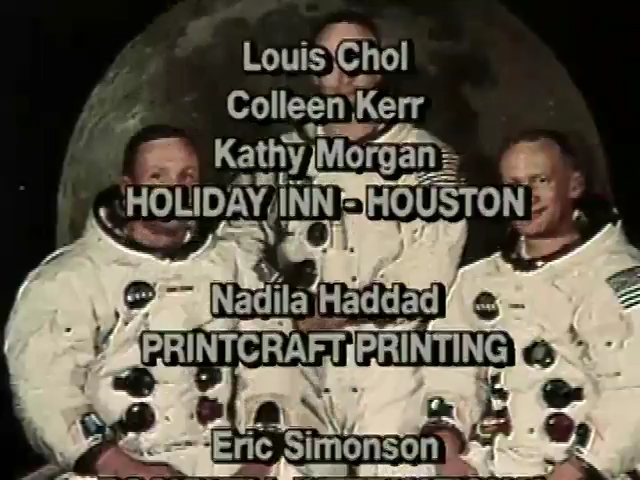 Louis Chol
Colleen Kerr
Kathy Morgan
HOLIDAY INN - HOUSTON
Nadila Haddad
PRINTCRAFT PRINTING
Eric Simonson